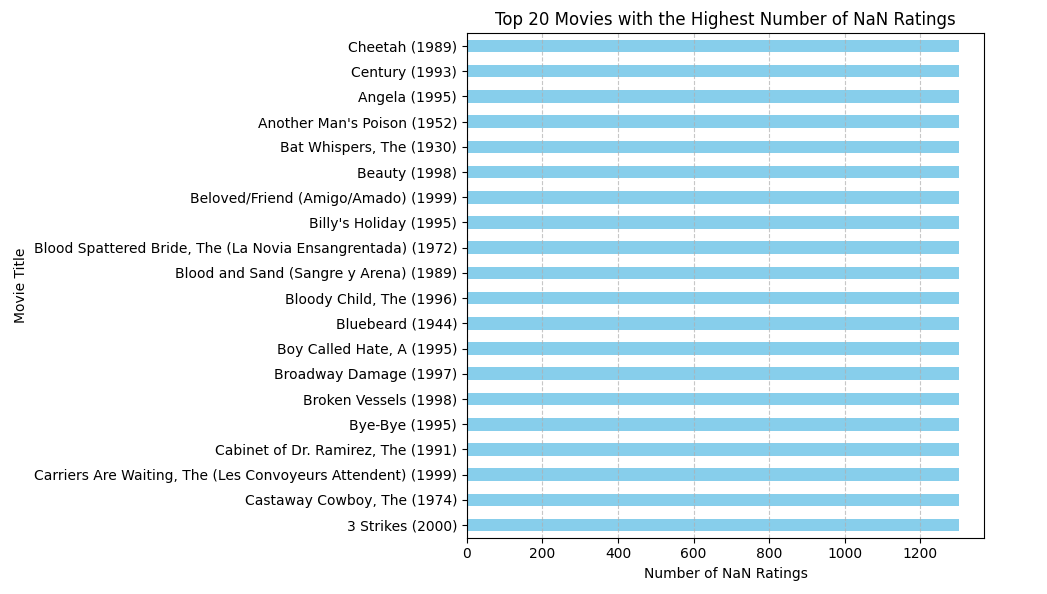 Top 20 Movies with the Highest Number of NaN Ratings
Movie Title
Cheetah (1989)
Century (1993)
Angela (1995)
Another Man's Poison (1952)
Bat Whispers, The (1930)
Beauty (1998)
Beloved/Friend (Amigo/Amado) (1999)
Billy's Holiday (1995)
Blood Spattered Bride, The (La Novia Ensangrentada) (1972)
Blood and Sand (Sangre y Arena) (1989)
Bloody Child, The (1996)
Bluebeard (1944)
Boy Called Hate, A (1995)
Broadway Damage (1997)
Broken Vessels (1998)
Bye-Bye (1995)
Cabinet of Dr. Ramirez, The (1991)
Carriers Are Waiting, The (Les Convoyeurs Attendent) (1999)
Castaway Cowboy, The (1974)
3 Strikes (2000)
0 200 400 600 800 1000 1200
Number of NaN Ratings